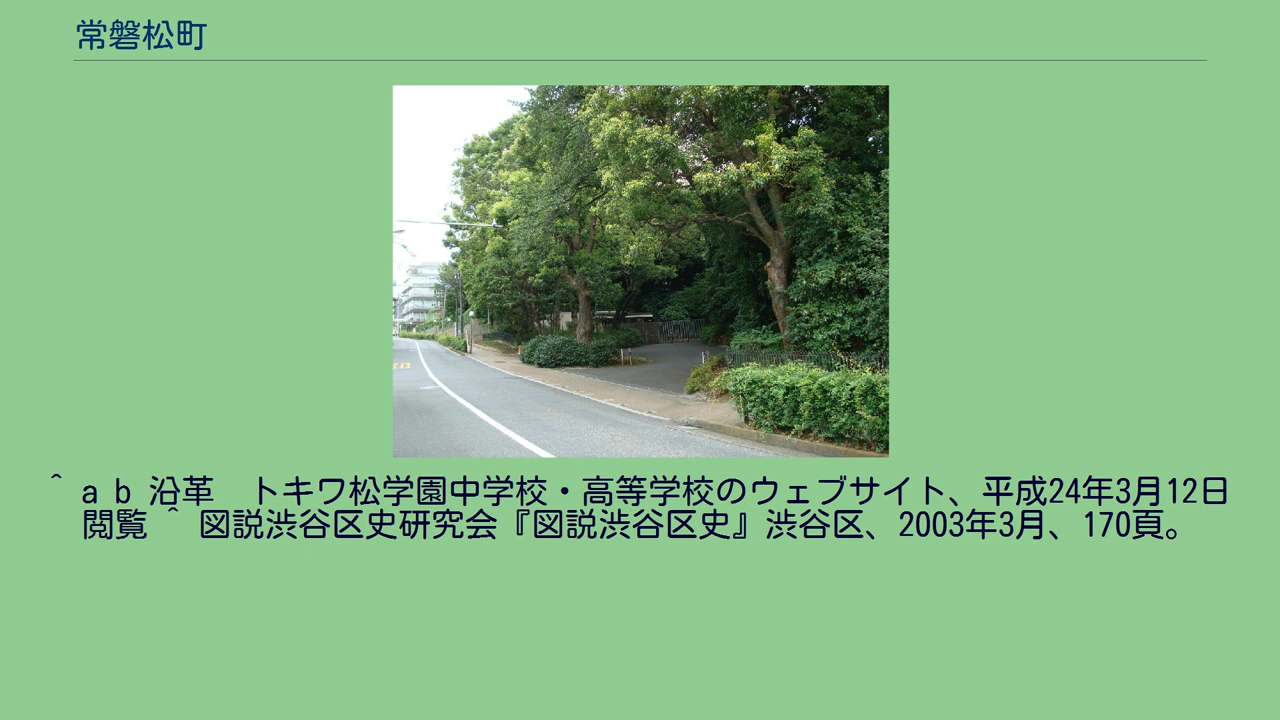 常磐松町
^ a b 沿革　トキワ松学園中学校・高等学校のウェブサイト、平成24年3月12日
閲覧 ^ 図説渋谷区史研究会『図説渋谷区史』渋谷区、2003年3月、170頁。